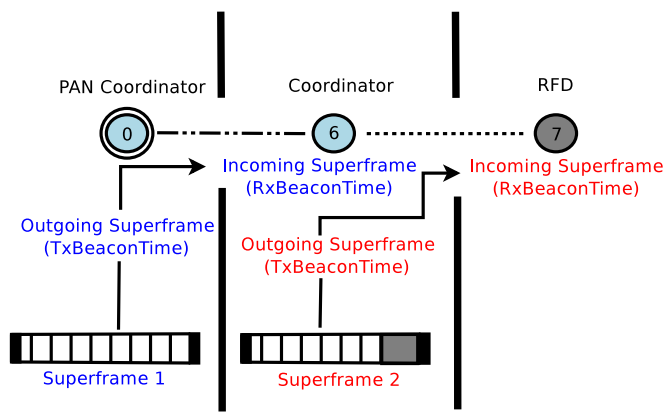 PAN Coordinator
Coordinator
RFD
0
6
7
Incoming Superframe
(RxBeaconTime)
Incoming Superframe
(RxBeaconTime)
Outgoing Superframe
(TxBeaconTime)
Outgoing Superframe
(TxBeaconTime)
Superframe 1
Superframe 2